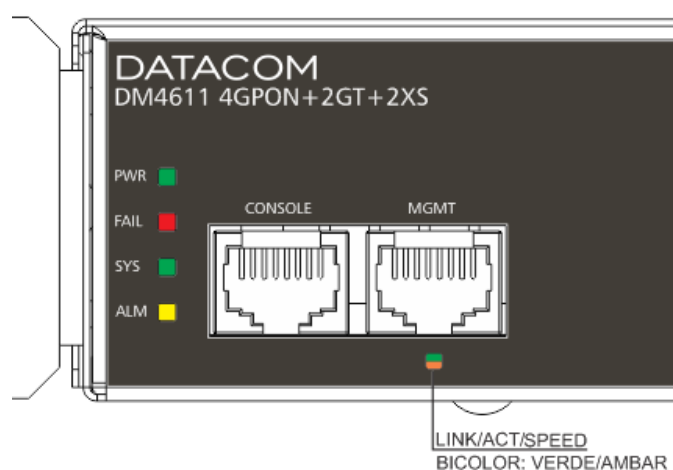 DATACOM
DM4611 4GPON+2GT+2XS
PWR
FAIL
SYS
ALM
CONSOLE
MGMT
LINK/ACT/SPEED
BICOLOR: VERDE/AMBAR